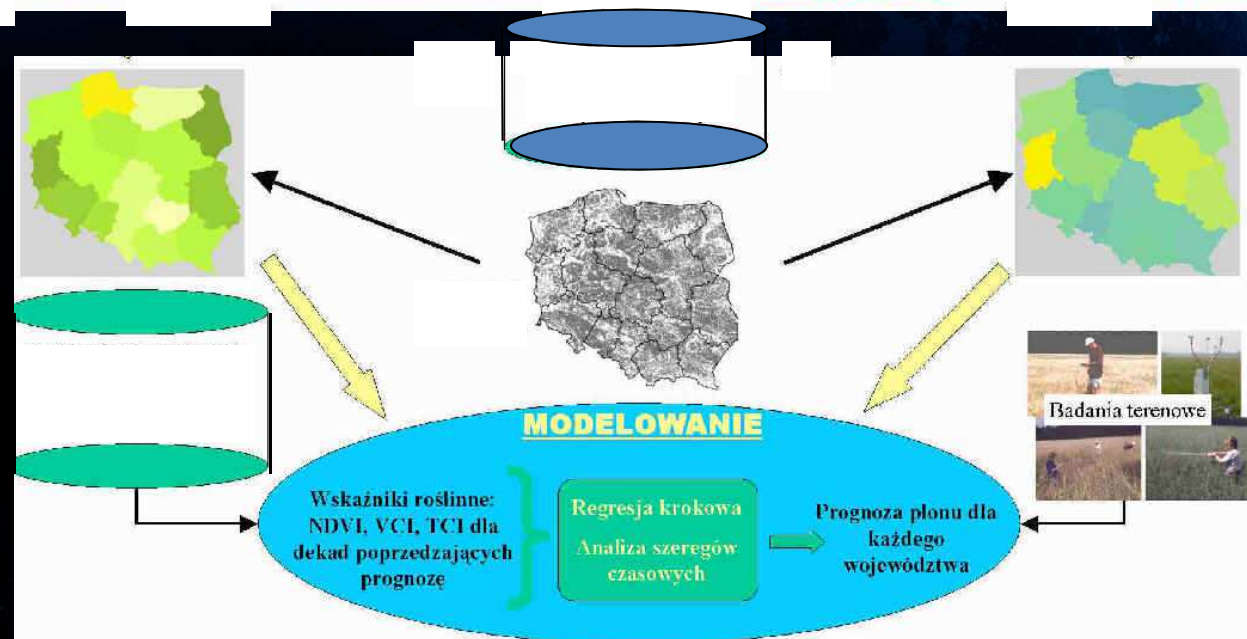 Badania terenowe
MODELOWANIE
Wskaźniki roślinne:
NDVI, VCI, TCI dla
dekad poprzedzających
prognozę
Regresja krokowa
Analiza szeregów
czasowych
Prognoza plonu dla
każdego
województwa